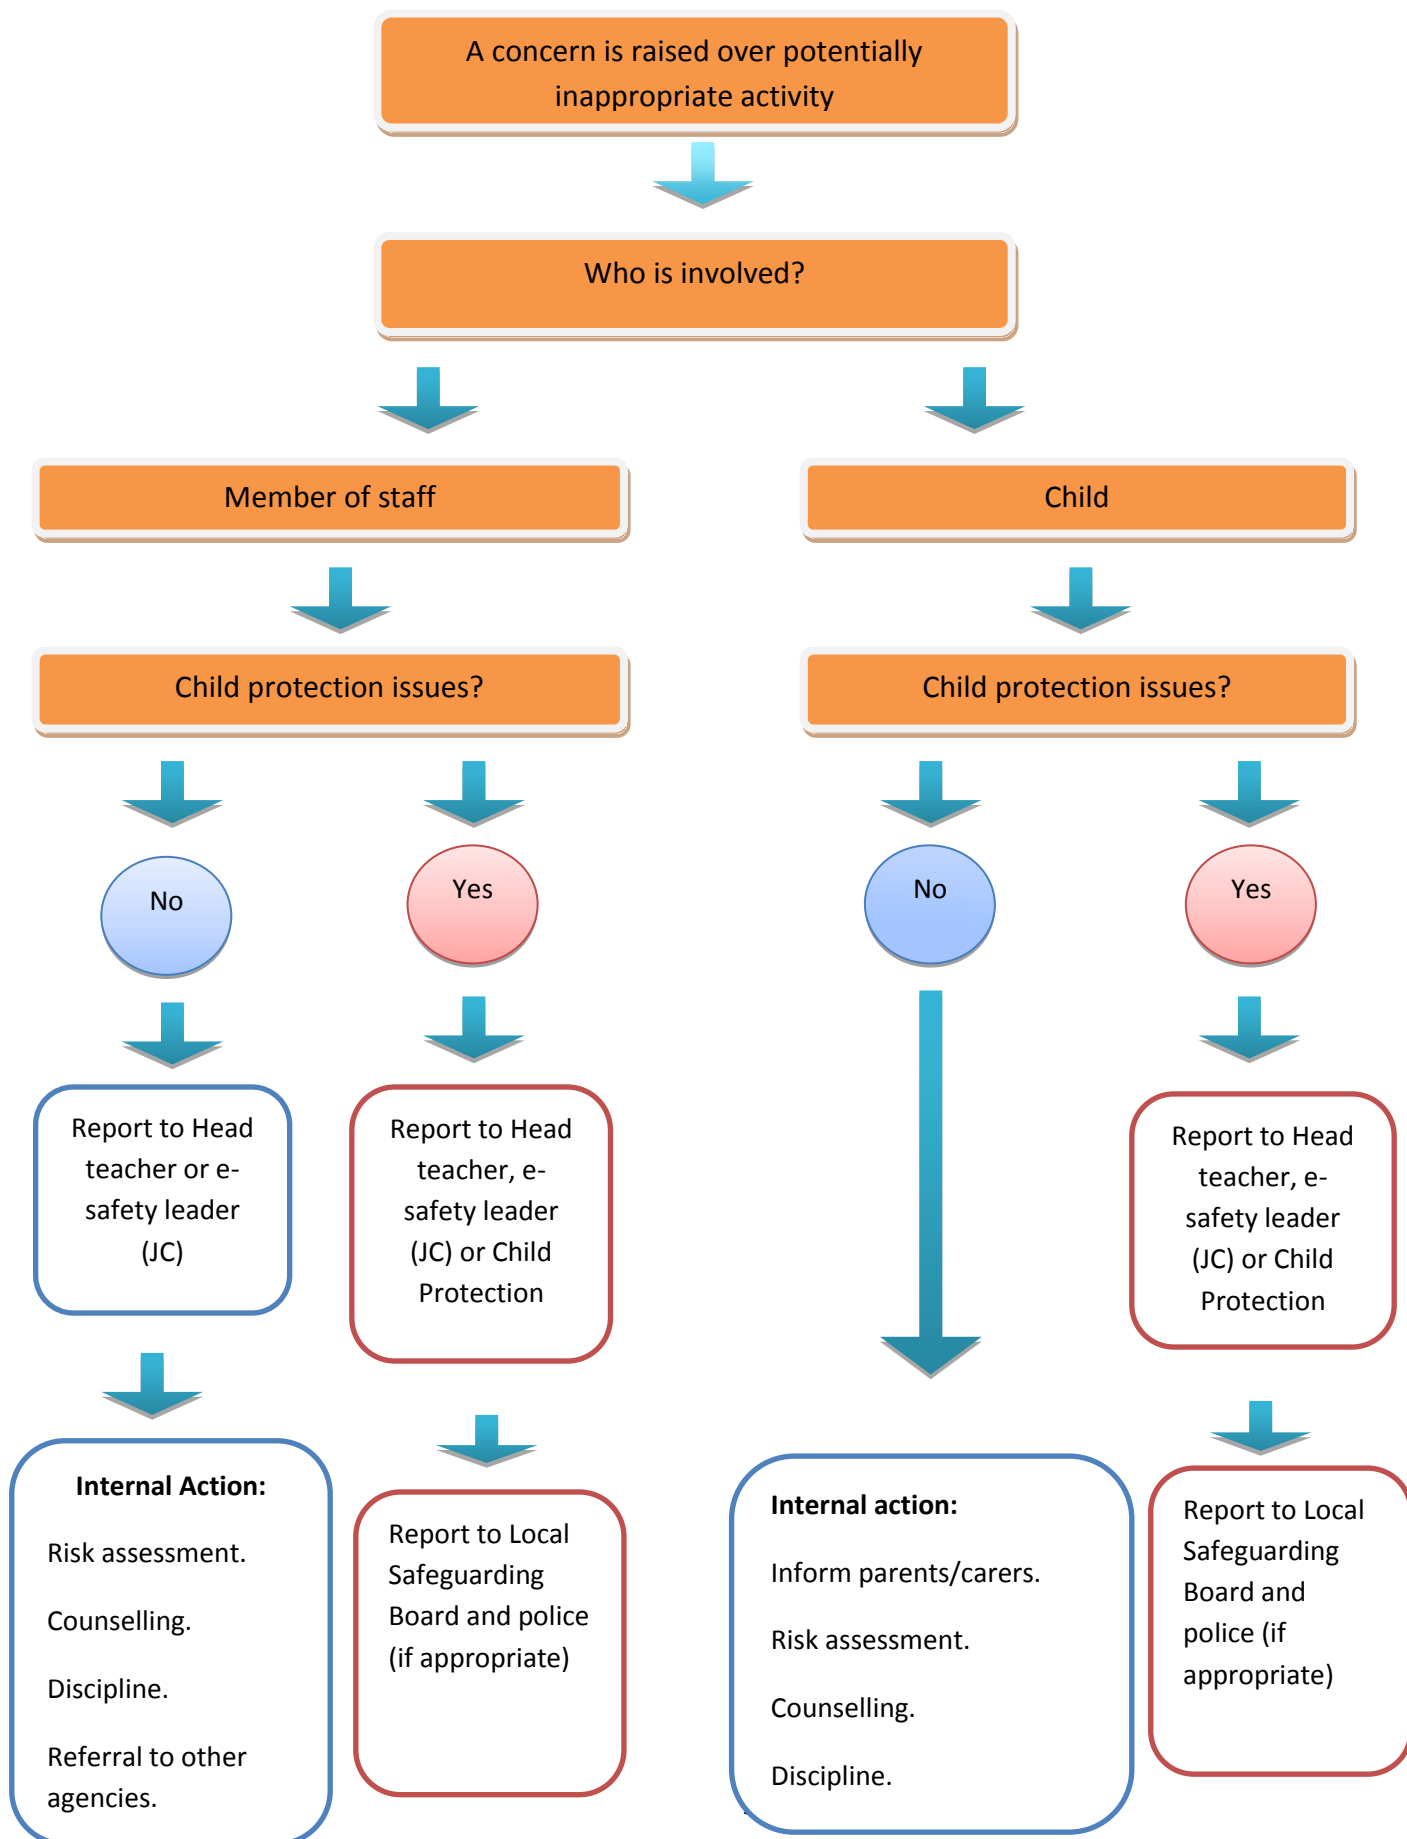 A concern is raised over potentially
inappropriate activity
Who is involved?
Member of staff
Child
Child protection issues?
Child protection issues?
No
Yes
No
Yes
Report to Head
teacher or e-
safety leader
(JC)
Report to Head
teacher, e-
safety leader
(JC) or Child
Protection
Report to Head
teacher, e-
safety leader
(JC) or Child
Protection
Internal Action:
Risk assessment.
Counselling.
Discipline.
Referral to other
agencies.
Report to Local
Safeguarding
Board and police
(if appropriate)
Internal action:
Inform parents/carers.
Risk assessment.
Counselling.
Discipline.
Report to Local
Safeguarding
Board and
police (if
appropriate)